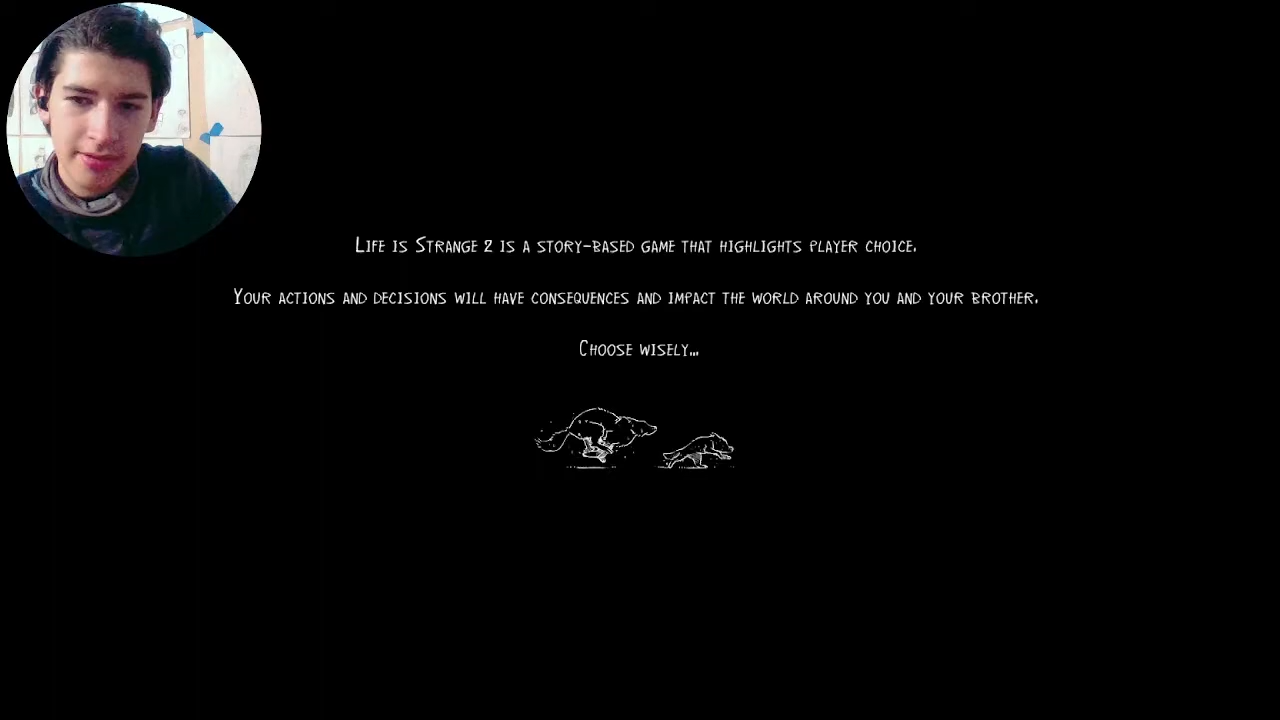 Life is Strange 2 is a story-based game that highlights player choice.
Your actions and decisions will have consequences and impact the world around you and your brother.
Choose wisely...